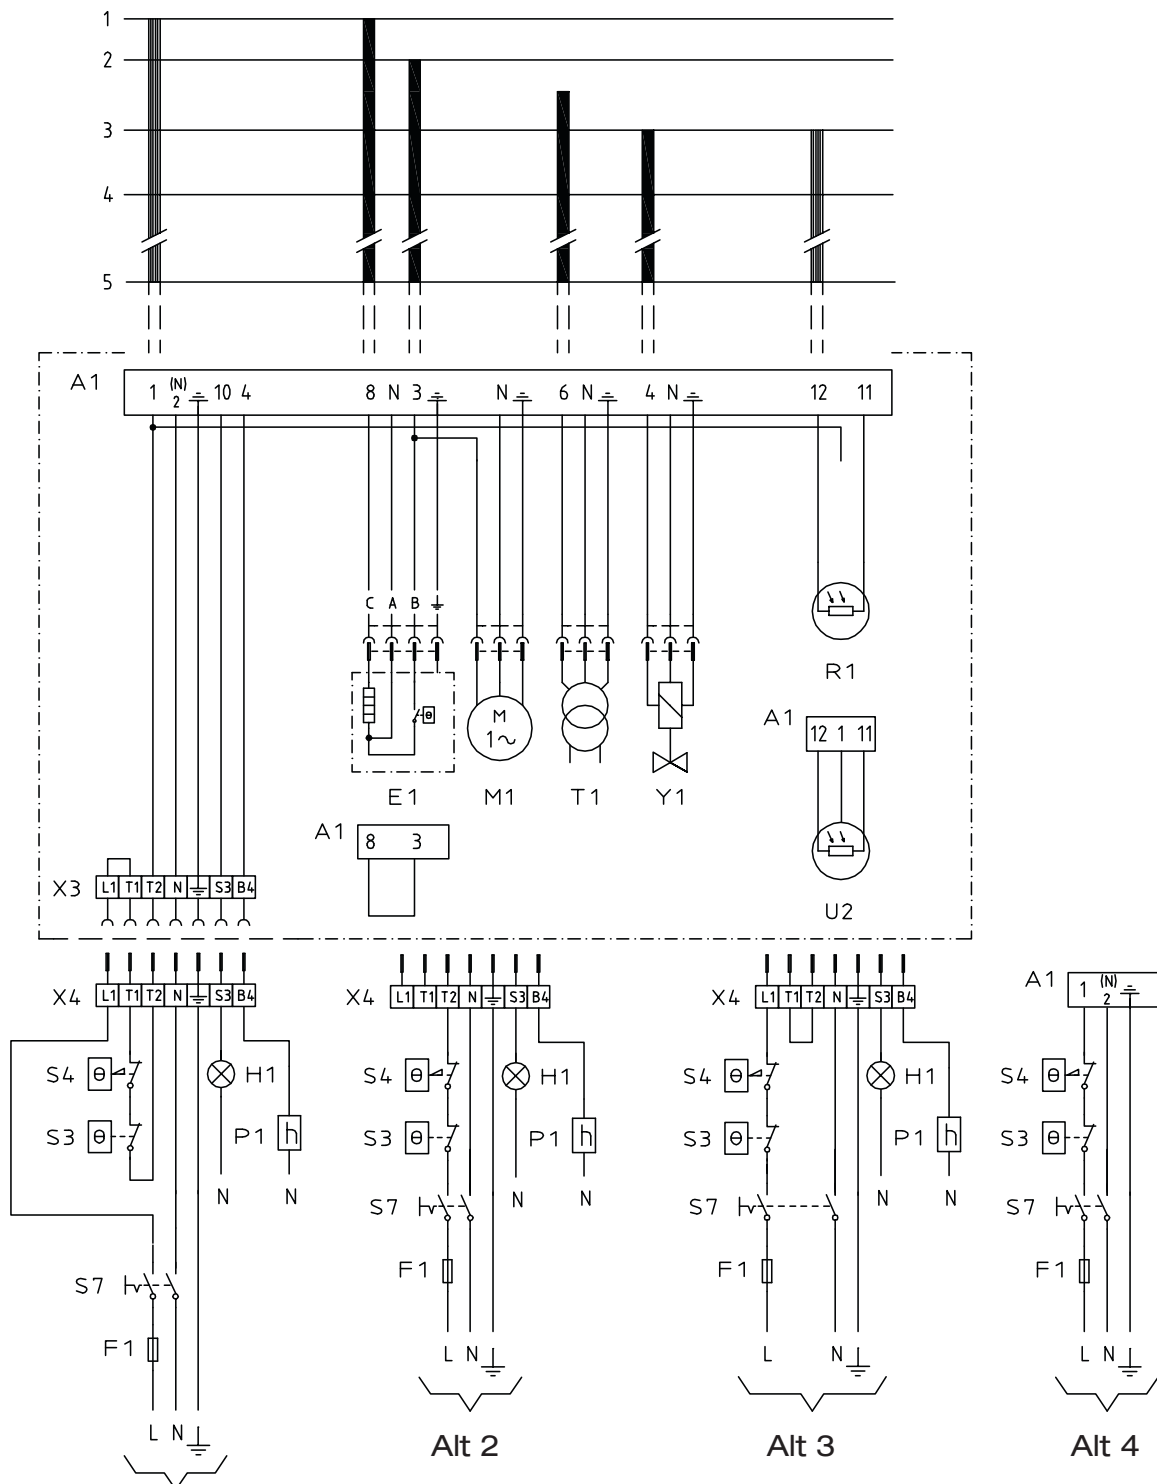 1
2
3
4
5
A1
1 (N) 2 10 4 8 N 3 N 6 N 4 N 12 11
C A B
R1
A1
12 1 11
M
1~
θ
E1 M1 T1 Y1
A1
8 3
U2
X3 L1 T1 T2 N S3 B4
X4 L1 T1 T2 N S3 B4
X4 L1 T1 T2 N S3 B4
X4 L1 T1 T2 N S3 B4
A1 1 (N) 2
S4 θ H1
S4 θ H1
S4 θ H1
S4 θ
S3 θ P1 h
S3 θ P1 h
S3 θ P1 h
S3 θ
N N
N N
N N
S7
S7
S7
S7
F1
F1
F1
F1
L N
L N
L N
L N
Alt 2
Alt 3
Alt 4